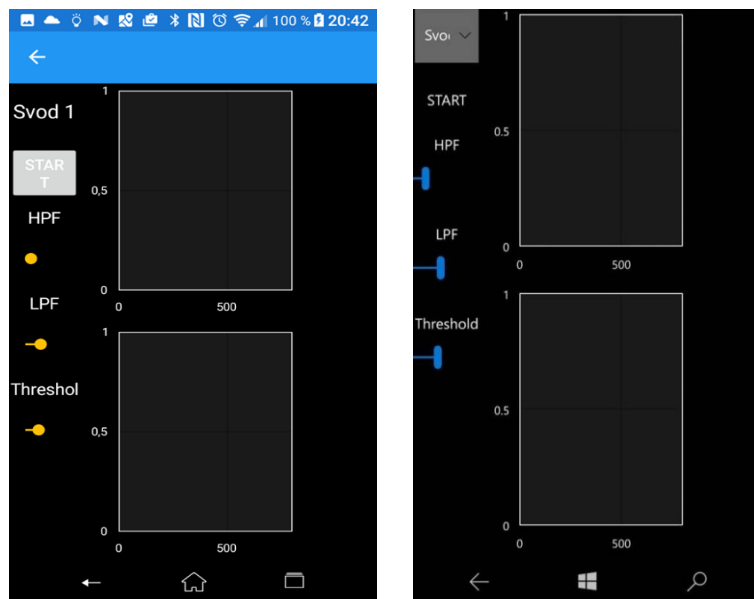 100 % 20:42
Svod 1
STAR
T
HPF
LPF
Threshol
1
0,5
0
0
500
1
0,5
0
0
500
Svo
START
HPF
LPF
Threshold
1
0.5
0
0
500
1
0.5
0
0
500